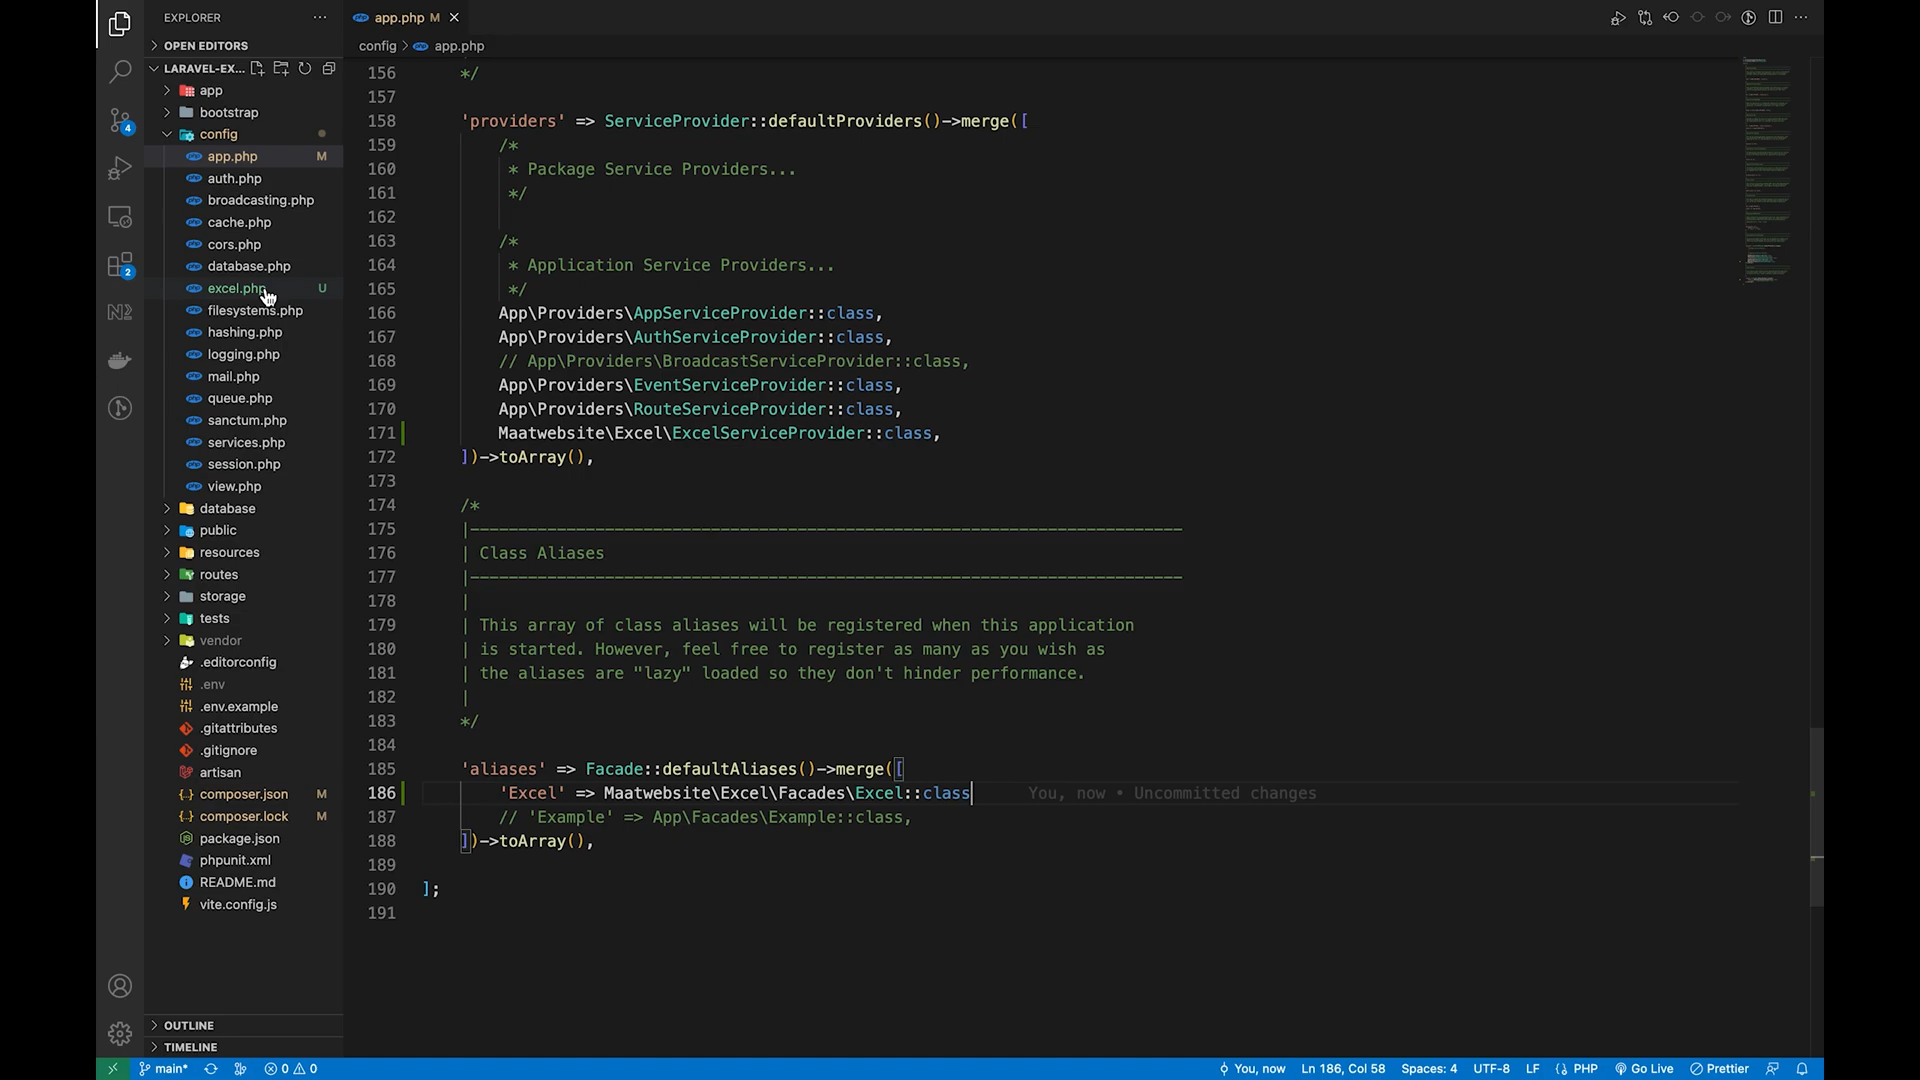 EXPLORER
OPEN EDITORS
LARAVEL-EX...
app
bootstrap
config
app.php M
auth.php
broadcasting.php
cache.php
cors.php
database.php
excel.php U
filesystems.php
hashing.php
logging.php
mail.php
queue.php
sanctum.php
services.php
session.php
view.php
database
public
resources
routes
storage
tests
vendor
.editorconfig
.env
.env.example
.gitattributes
.gitignore
artisan
composer.json M
composer.lock M
package.json
phpunit.xml
README.md
vite.config.js
OUTLINE
TIMELINE
4
2
app.php M
config > app.php
156 */
157
158 'providers' => ServiceProvider::defaultProviders()->merge([
159 /*
160 * Package Service Providers...
161 */
162
163 /*
164 * Application Service Providers...
165 */
166 App\Providers\AppServiceProvider::class,
167 App\Providers\AuthServiceProvider::class,
168 // App\Providers\BroadcastServiceProvider::class,
169 App\Providers\EventServiceProvider::class,
170 App\Providers\RouteServiceProvider::class,
171 Maatwebsite\Excel\ExcelServiceProvider::class,
172 ])->toArray(),
173
174 /*
175 |--------------------------------------------------------------------------
176 | Class Aliases
177 |--------------------------------------------------------------------------
178 |
179 | This array of class aliases will be registered when this application
180 | is started. However, feel free to register as many as you wish as
181 | the aliases are "lazy" loaded so they don't hinder performance.
182 |
183 */
184
185 'aliases' => Facade::defaultAliases()->merge([
186 'Excel' => Maatwebsite\Excel\Facades\Excel::class You, now • Uncommitted changes
187 // 'Example' => App\Facades\Example::class,
188 ])->toArray(),
189
190 ];
191
main* 0 0 You, now Ln 186, Col 58 Spaces: 4 UTF-8 LF PHP Go Live Prettier